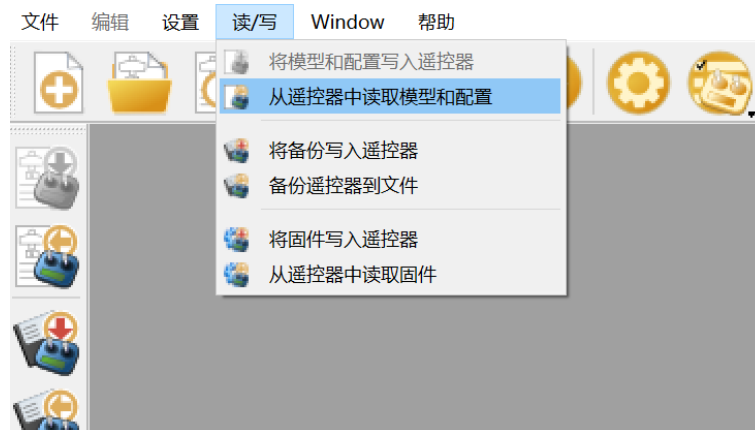 文件 编辑 设置 读/写 Window 帮助
将模型和配置写入遥控器
从遥控器中读取模型和配置
将备份写入遥控器
备份遥控器到文件
将固件写入遥控器
从遥控器中读取固件